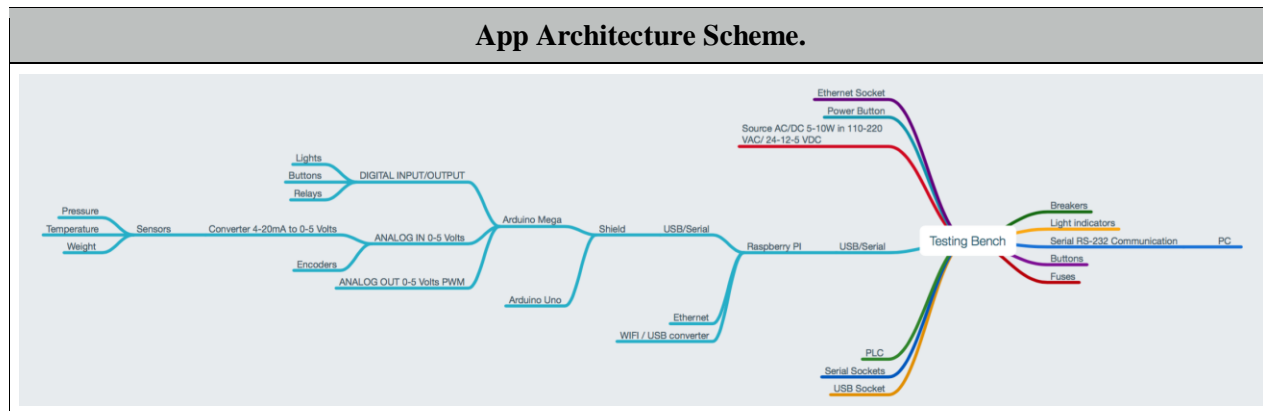 App Architecture Scheme.
Ethernet Socket
Power Button
Source AC/DC 5-10W in 110-220
VAC/ 24-12-5 VDC
Lights
Buttons
Relays
DIGITAL INPUT/OUTPUT
Pressure
Temperature
Weight
Sensors
Converter 4-20mA to 0-5 Volts
Encoders
ANALOG IN 0-5 Volts
ANALOG OUT 0-5 Volts PWM
Arduino Mega
Arduino Uno
Shield
USB/Serial
Ethernet
WIFI / USB converter
Raspberry PI
USB/Serial
Testing Bench
Breakers
Light indicators
Serial RS-232 Communication
PC
Buttons
Fuses
PLC
Serial Sockets
USB Socket